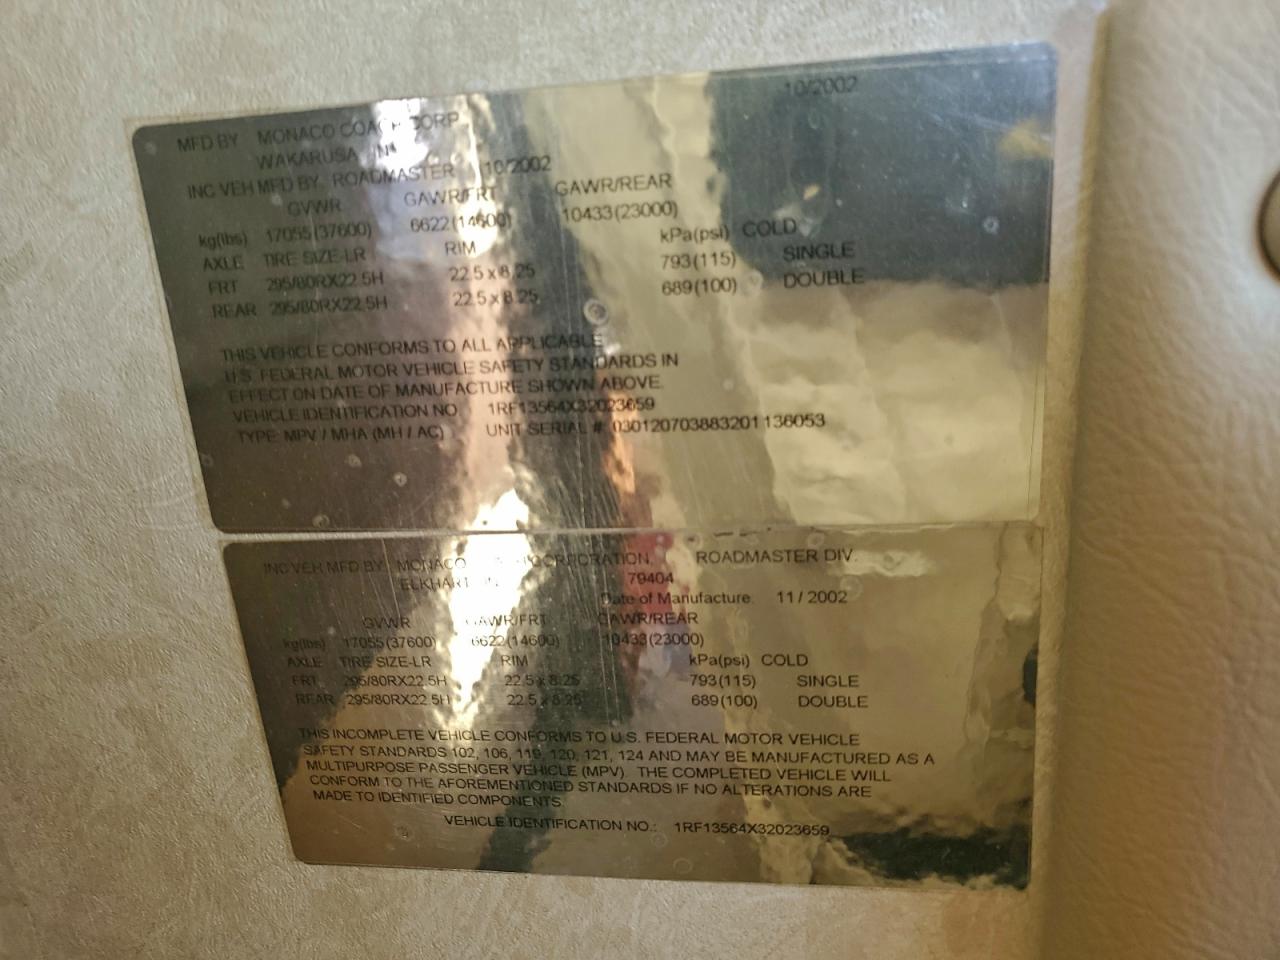 10/2002
MFD BY MONACO COACH CORP
WAKARUSA IN
INC VEH MFD BY ROADMASTER 10/2002
GVWR GAWR/FRT GAWR/REAR
kg(lbs) 17055(37600) 6622(14600) 10433(23000)
AXLE TIRE SIZE-LR RIM kPa(psi) COLD
FRT 295/80RX22.5H 22.5 x 8.25 793(115) SINGLE
REAR 295/80RX22.5H 22.5 x 8.25 689(100) DOUBLE
THIS VEHICLE CONFORMS TO ALL APPLICABLE
U.S. FEDERAL MOTOR VEHICLE SAFETY STANDARDS IN
EFFECT ON DATE OF MANUFACTURE SHOWN ABOVE.
VEHICLE IDENTIFICATION NO. 1RF13564X32023659
TYPE: MPV / MHA (MH / AC) UNIT SERIAL #: 030120703883201 136053
INC VEH MFD BY: MONACO CORPORATION, ROADMASTER DIV.
ELKHART IN 79404
Date of Manufacture: 11 / 2002
GVWR GAWR/FRT GAWR/REAR
kg(lbs) 17055(37600) 6622(14600) 10433(23000)
AXLE TIRE SIZE-LR RIM kPa(psi) COLD
FRT 295/80RX22.5H 22.5 x 8.25 793(115) SINGLE
REAR 295/80RX22.5H 22.5 x 8.25 689(100) DOUBLE
THIS INCOMPLETE VEHICLE CONFORMS TO U.S. FEDERAL MOTOR VEHICLE
SAFETY STANDARDS 102, 106, 119, 120, 121, 124 AND MAY BE MANUFACTURED AS A
MULTIPURPOSE PASSENGER VEHICLE (MPV). THE COMPLETED VEHICLE WILL
CONFORM TO THE AFOREMENTIONED STANDARDS IF NO ALTERATIONS ARE
MADE TO IDENTIFIED COMPONENTS.
VEHICLE IDENTIFICATION NO.: 1RF13564X32023659